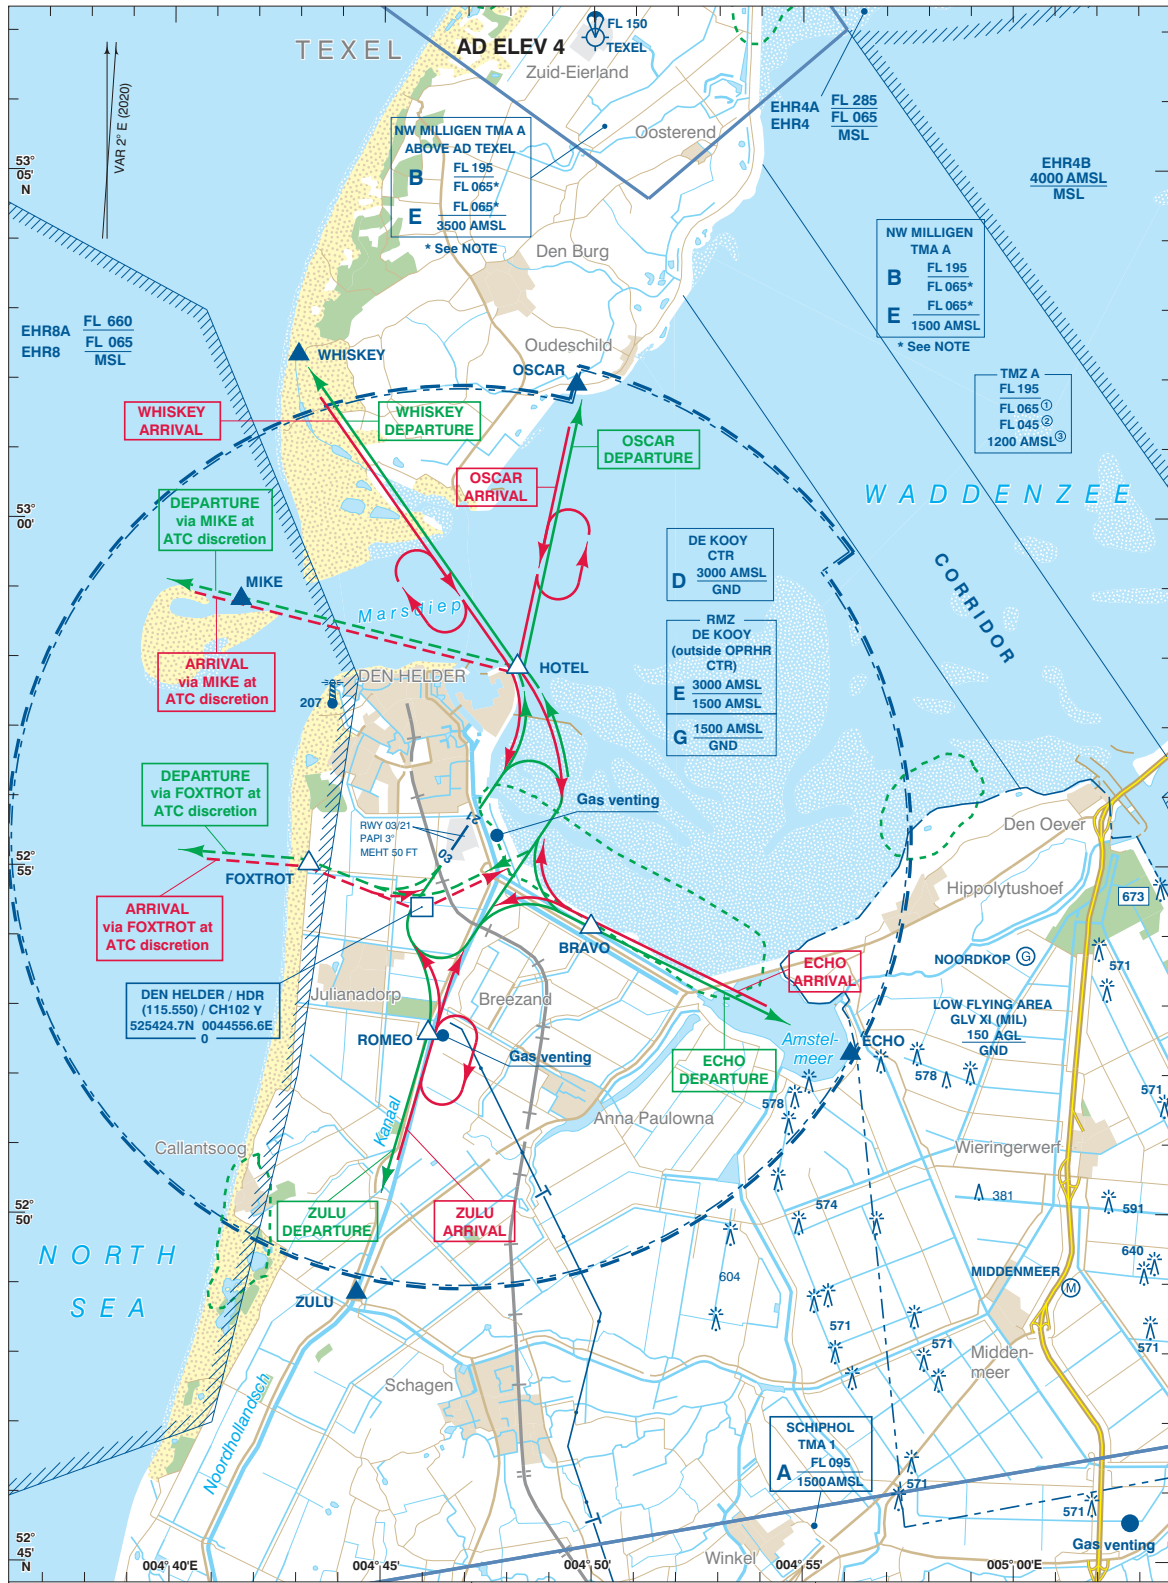 TEXEL
AD ELEV 4
FL 150
TEXEL
Zuid-Eierland
VAR 2° E (2020)
NW MILLIGEN TMA A
ABOVE AD TEXEL
B FL 195
FL 065*
E FL 065*
3500 AMSL
* See NOTE
Oosterend
EHR4A
EHR4
FL 285
FL 065
MSL
EHR4B
4000 AMSL
MSL
53°
05'
N
Den Burg
NW MILLIGEN
TMA A
B FL 195
FL 065*
E FL 065*
1500 AMSL
* See NOTE
EHR8A
EHR8
FL 660
FL 065
MSL
WHISKEY
Oudeschild
OSCAR
TMZ A
FL 195
FL 065①
FL 045②
1200 AMSL③
WHISKEY
ARRIVAL
WHISKEY
DEPARTURE
OSCAR
DEPARTURE
OSCAR
ARRIVAL
WADDENZEE
53°
00'
DEPARTURE
via MIKE at
ATC discretion
DE KOOY
CTR
D 3000 AMSL
GND
CORRIDOR
MIKE
Marsdiep
RMZ
DE KOOY
(outside OPRHR
CTR)
E 3000 AMSL
1500 AMSL
G 1500 AMSL
GND
ARRIVAL
via MIKE at
ATC discretion
HOTEL
DEN HELDER
207
DEPARTURE
via FOXTROT at
ATC discretion
Gas venting
RWY 03/21
PAPI 3°
MEHT 50 FT
21
03
Den Oever
52°
55'
FOXTROT
Hippolytushoef
673
ARRIVAL
via FOXTROT at
ATC discretion
BRAVO
NOORDKOP G
571
ECHO
ARRIVAL
DEN HELDER / HDR
(115.550) / CH102 Y
525424.7N 0044556.6E
0
Julianadorp
Breezand
LOW FLYING AREA
GLV XI (MIL)
150 AGL
GND
ROMEO
Gas venting
Amstel-
meer
ECHO
ECHO
DEPARTURE
578
578
571
Anna Paulowna
Kanaal
Callantsoog
Wieringerwerf
381
574
591
52°
50'
ZULU
DEPARTURE
ZULU
ARRIVAL
NORTH
SEA
604
640
MIDDENMEER
M
ZULU
571
571
571
Midden-
meer
Schagen
Noordhollandsch
SCHIPHOL
TMA 1
A FL 095
1500 AMSL
571
571
Gas venting
Winkel
52°
45'
N
004° 40'E
004° 45'
004° 50'
004° 55'
005° 00'E